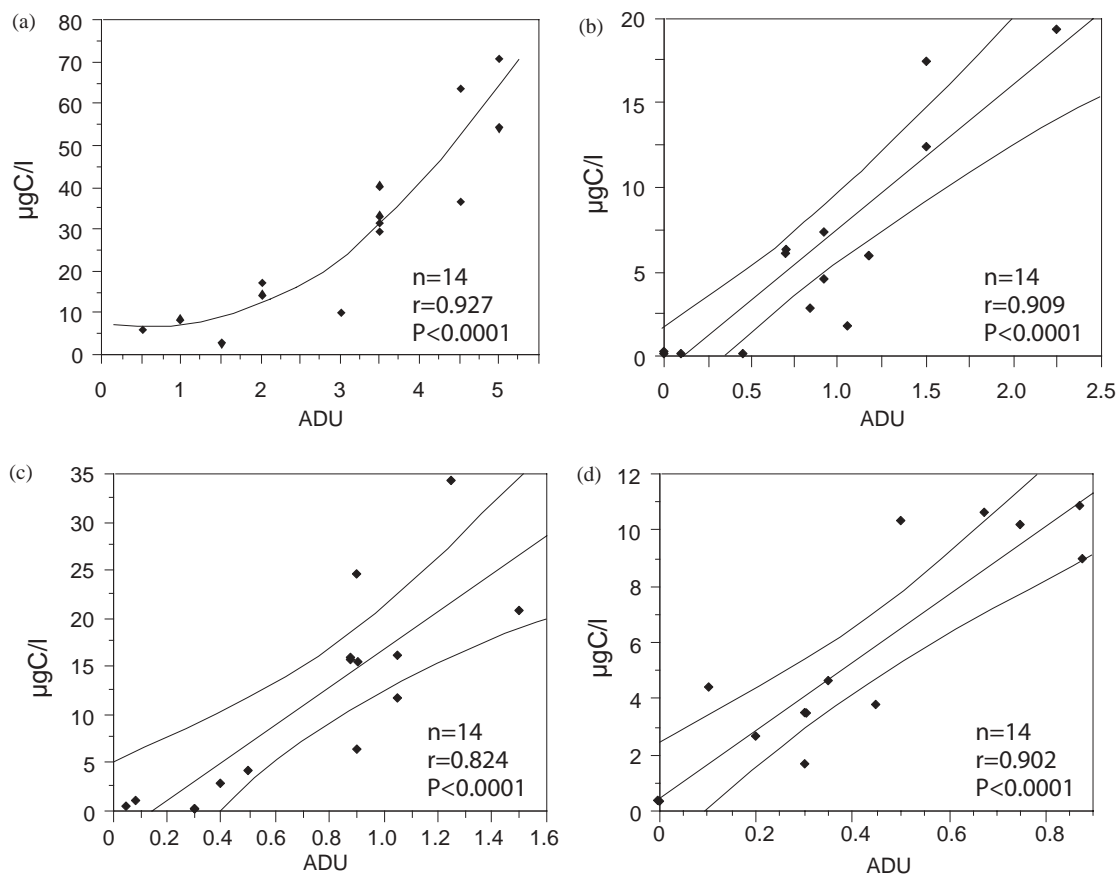 (a)
80
70
60
50
40
30
20
10
0
µgC/l
0 1 2 3 4 5
ADU
n=14
r=0.927
P<0.0001
(b)
20
15
10
5
0
µgC/l
0 0.5 1.0 1.5 2.0 2.5
ADU
n=14
r=0.909
P<0.0001
(c)
35
30
25
20
15
10
5
0
µgC/l
0 0.2 0.4 0.6 0.8 1.0 1.2 1.4 1.6
ADU
n=14
r=0.824
P<0.0001
(d)
12
10
8
6
4
2
0
µgC/l
0 0.2 0.4 0.6 0.8
ADU
n=14
r=0.902
P<0.0001